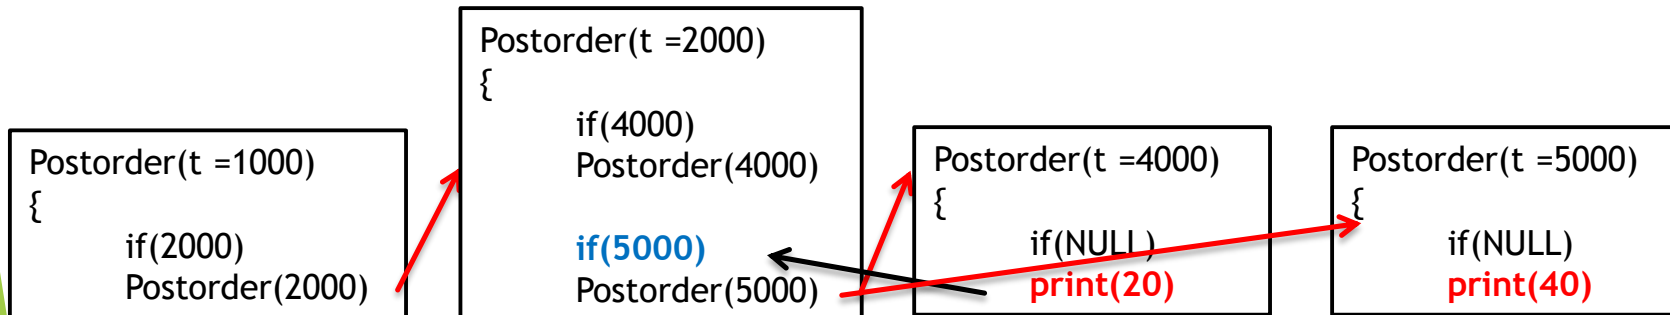 Postorder(t =1000)
{
if(2000)
Postorder(2000)
Postorder(t =2000)
{
if(4000)
Postorder(4000)
if(5000)
Postorder(5000)
Postorder(t =4000)
{
if(NULL)
print(20)
Postorder(t =5000)
{
if(NULL)
print(40)